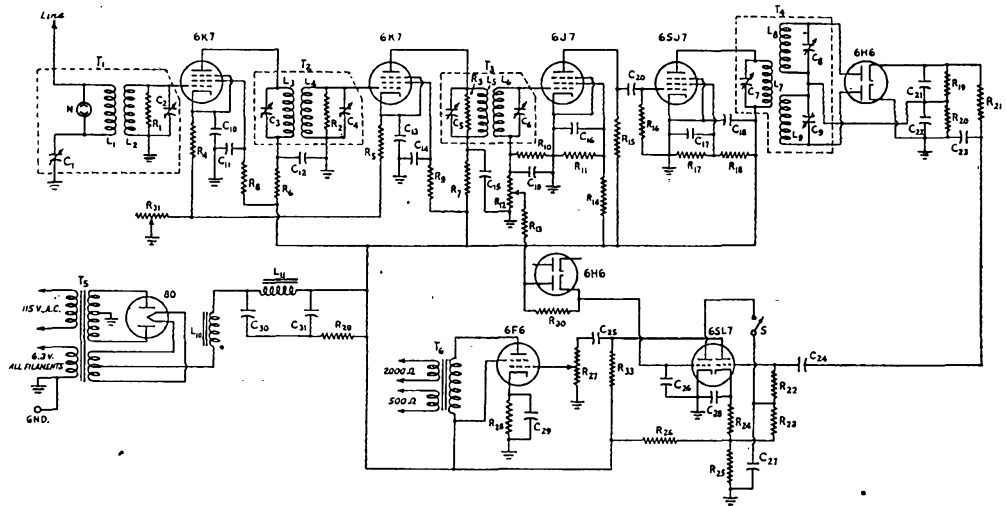 Line
T1
N
L1
L2
R1
C2
C1
6K7
R4
C10
C11
R8
R31
T2
L3
L4
C3
R2
C4
C12
R6
6K7
R5
C13
C14
R9
T3
R3
L5
L6
C5
C6
R7
C15
6J7
C16
R10
R11
C19
R12
R13
R14
C20
R15
6SJ7
R16
C17
C18
R17
R18
T4
L8
C8
C7
L7
L9
C9
6H6
C21
R19
C22
R20
C23
R21
T5
115 V. A.C.
6.3 V.
ALL FILAMENTS
GND.
80
L10
L11
C30
C31
R29
6H6
R30
T6
2000 Ω
500 Ω
6F6
R28
C29
C25
R27
R33
6SL7
C26
C28
R24
R25
R26
S
C24
R22
R23
C27